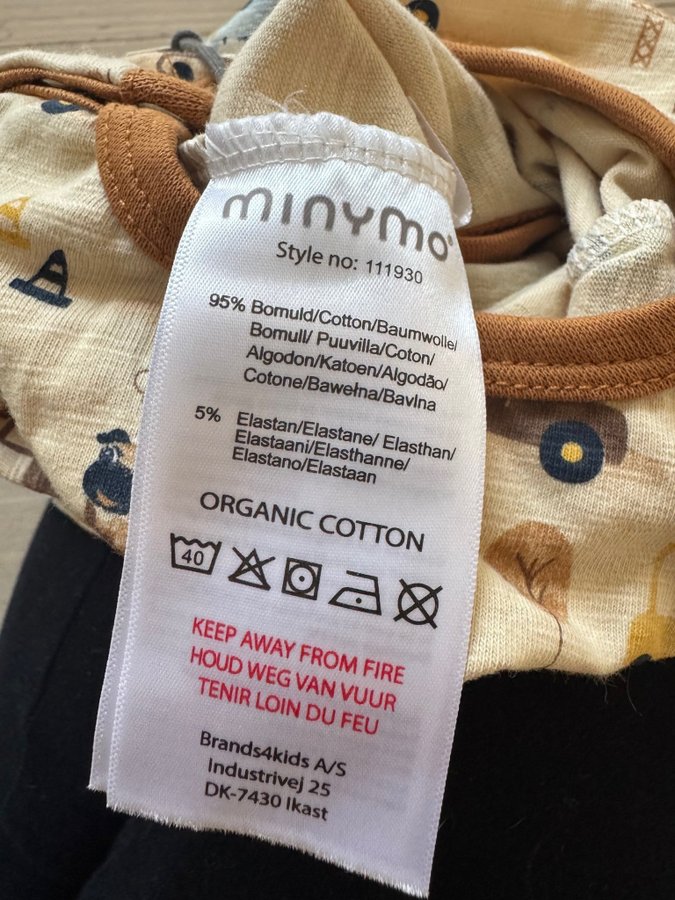 minymo
Style no: 111930
95% Bomuld/Cotton/Baumwolle/
Bomull/ Puuvilla/Coton/
Algodon/Katoen/Algodão/
Cotone/Bawełna/Bavlna
5% Elastan/Elastane/ Elasthan/
Elastaani/Elasthanne/
Elastano/Elastaan
ORGANIC COTTON
40
KEEP AWAY FROM FIRE
HOUD WEG VAN VUUR
TENIR LOIN DU FEU
Brands4kids A/S
Industrivej 25
DK-7430 Ikast